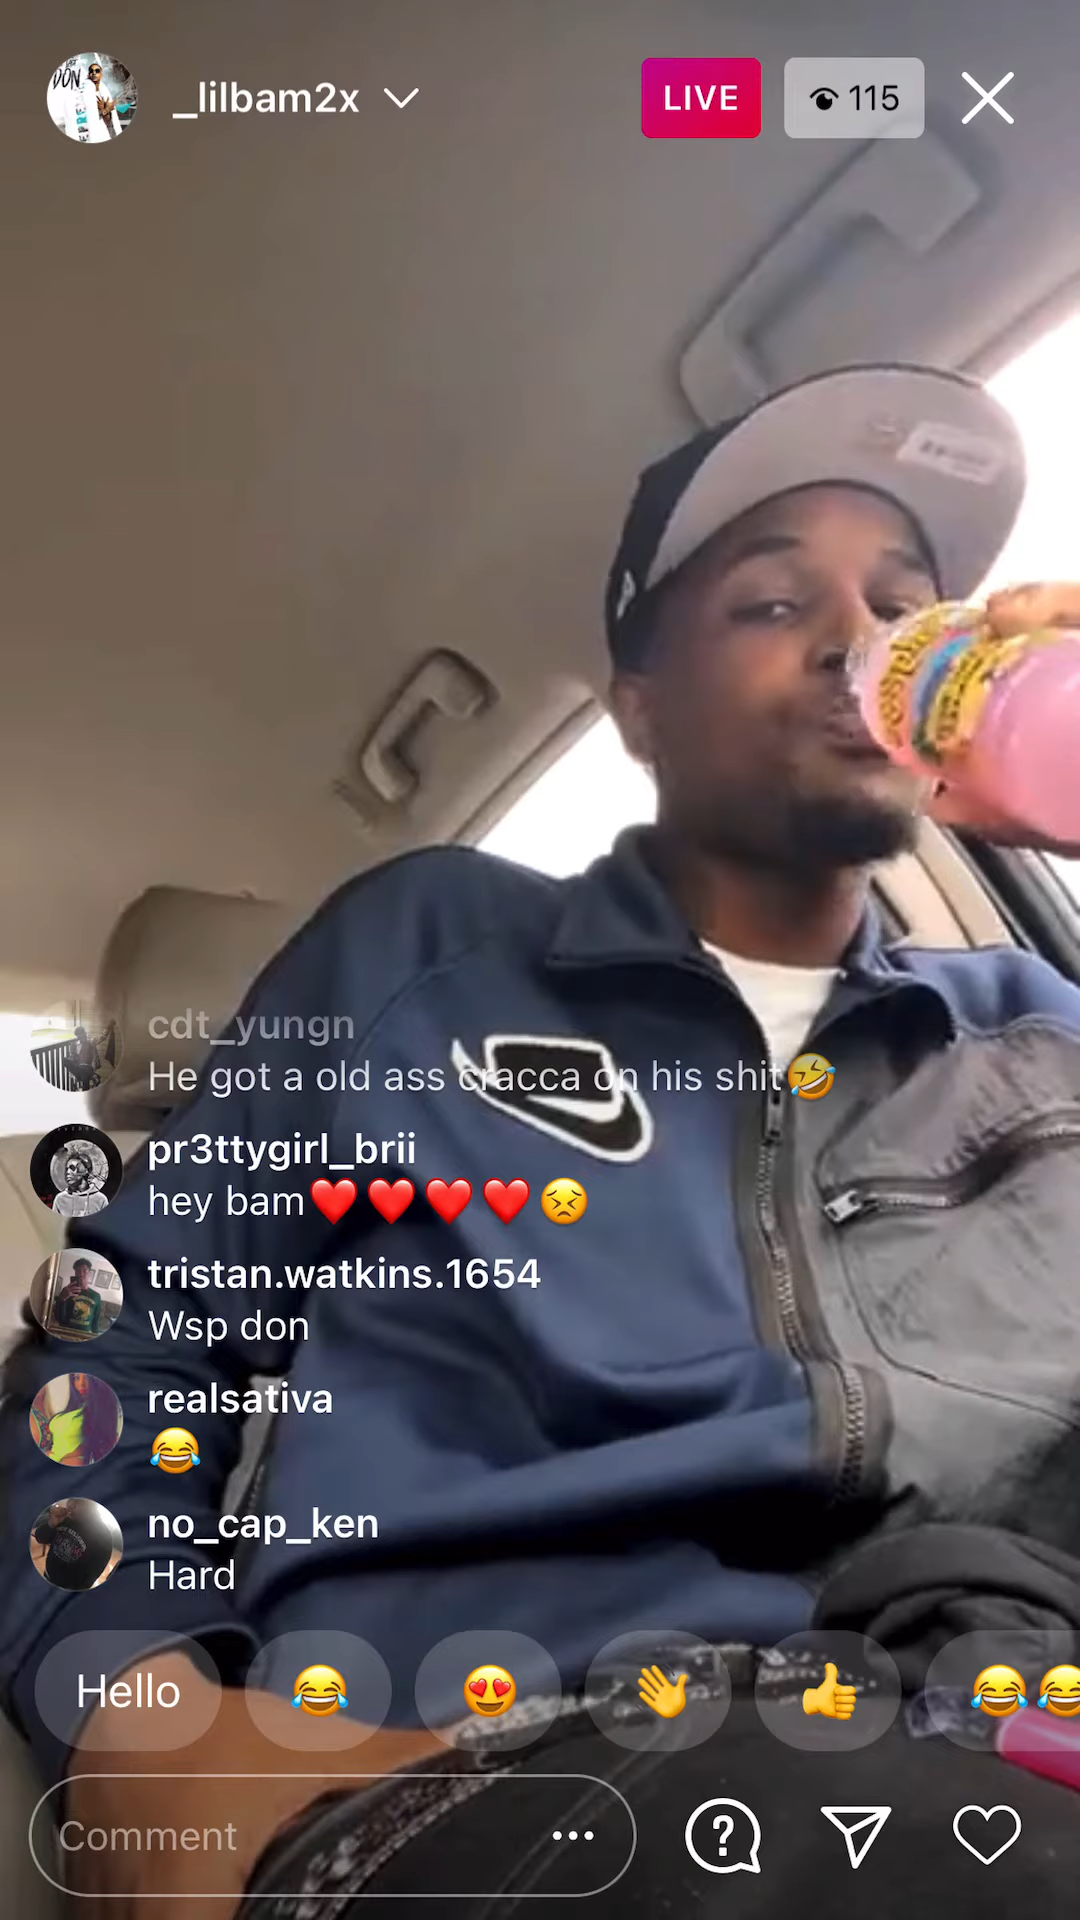 DON
_lilbam2x
LIVE
115
cdt_yungn
He got a old ass cracca on his shit🤣
pr3ttygirl_brii
hey bam❤️❤️❤️❤️😣
tristan.watkins.1654
Wsp don
realsativa
😂
no_cap_ken
Hard
Hello 😂 😍 👋 👍 😂😂
Comment